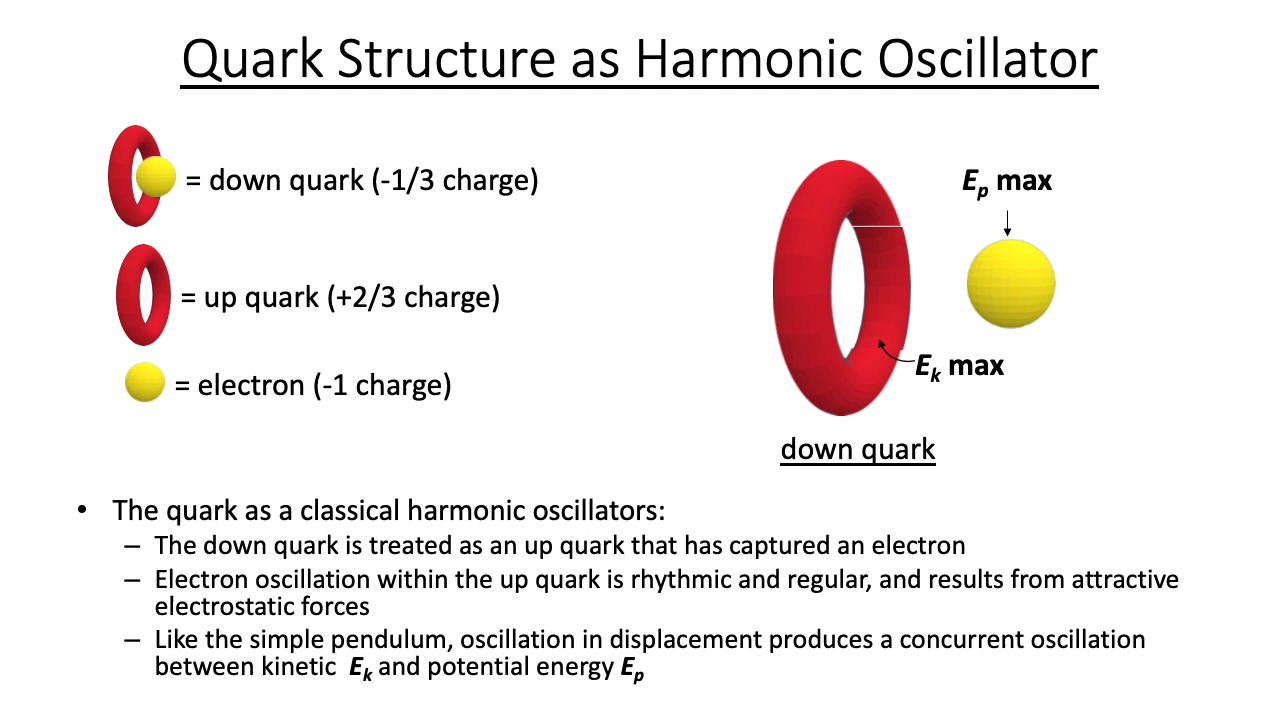 Quark Structure as Harmonic Oscillator
= down quark (-1/3 charge)
= up quark (+2/3 charge)
= electron (-1 charge)
Ep max
Ek max
down quark
• The quark as a classical harmonic oscillators:
– The down quark is treated as an up quark that has captured an electron
– Electron oscillation within the up quark is rhythmic and regular, and results from attractive
electrostatic forces
– Like the simple pendulum, oscillation in displacement produces a concurrent oscillation
between kinetic Ek and potential energy Ep